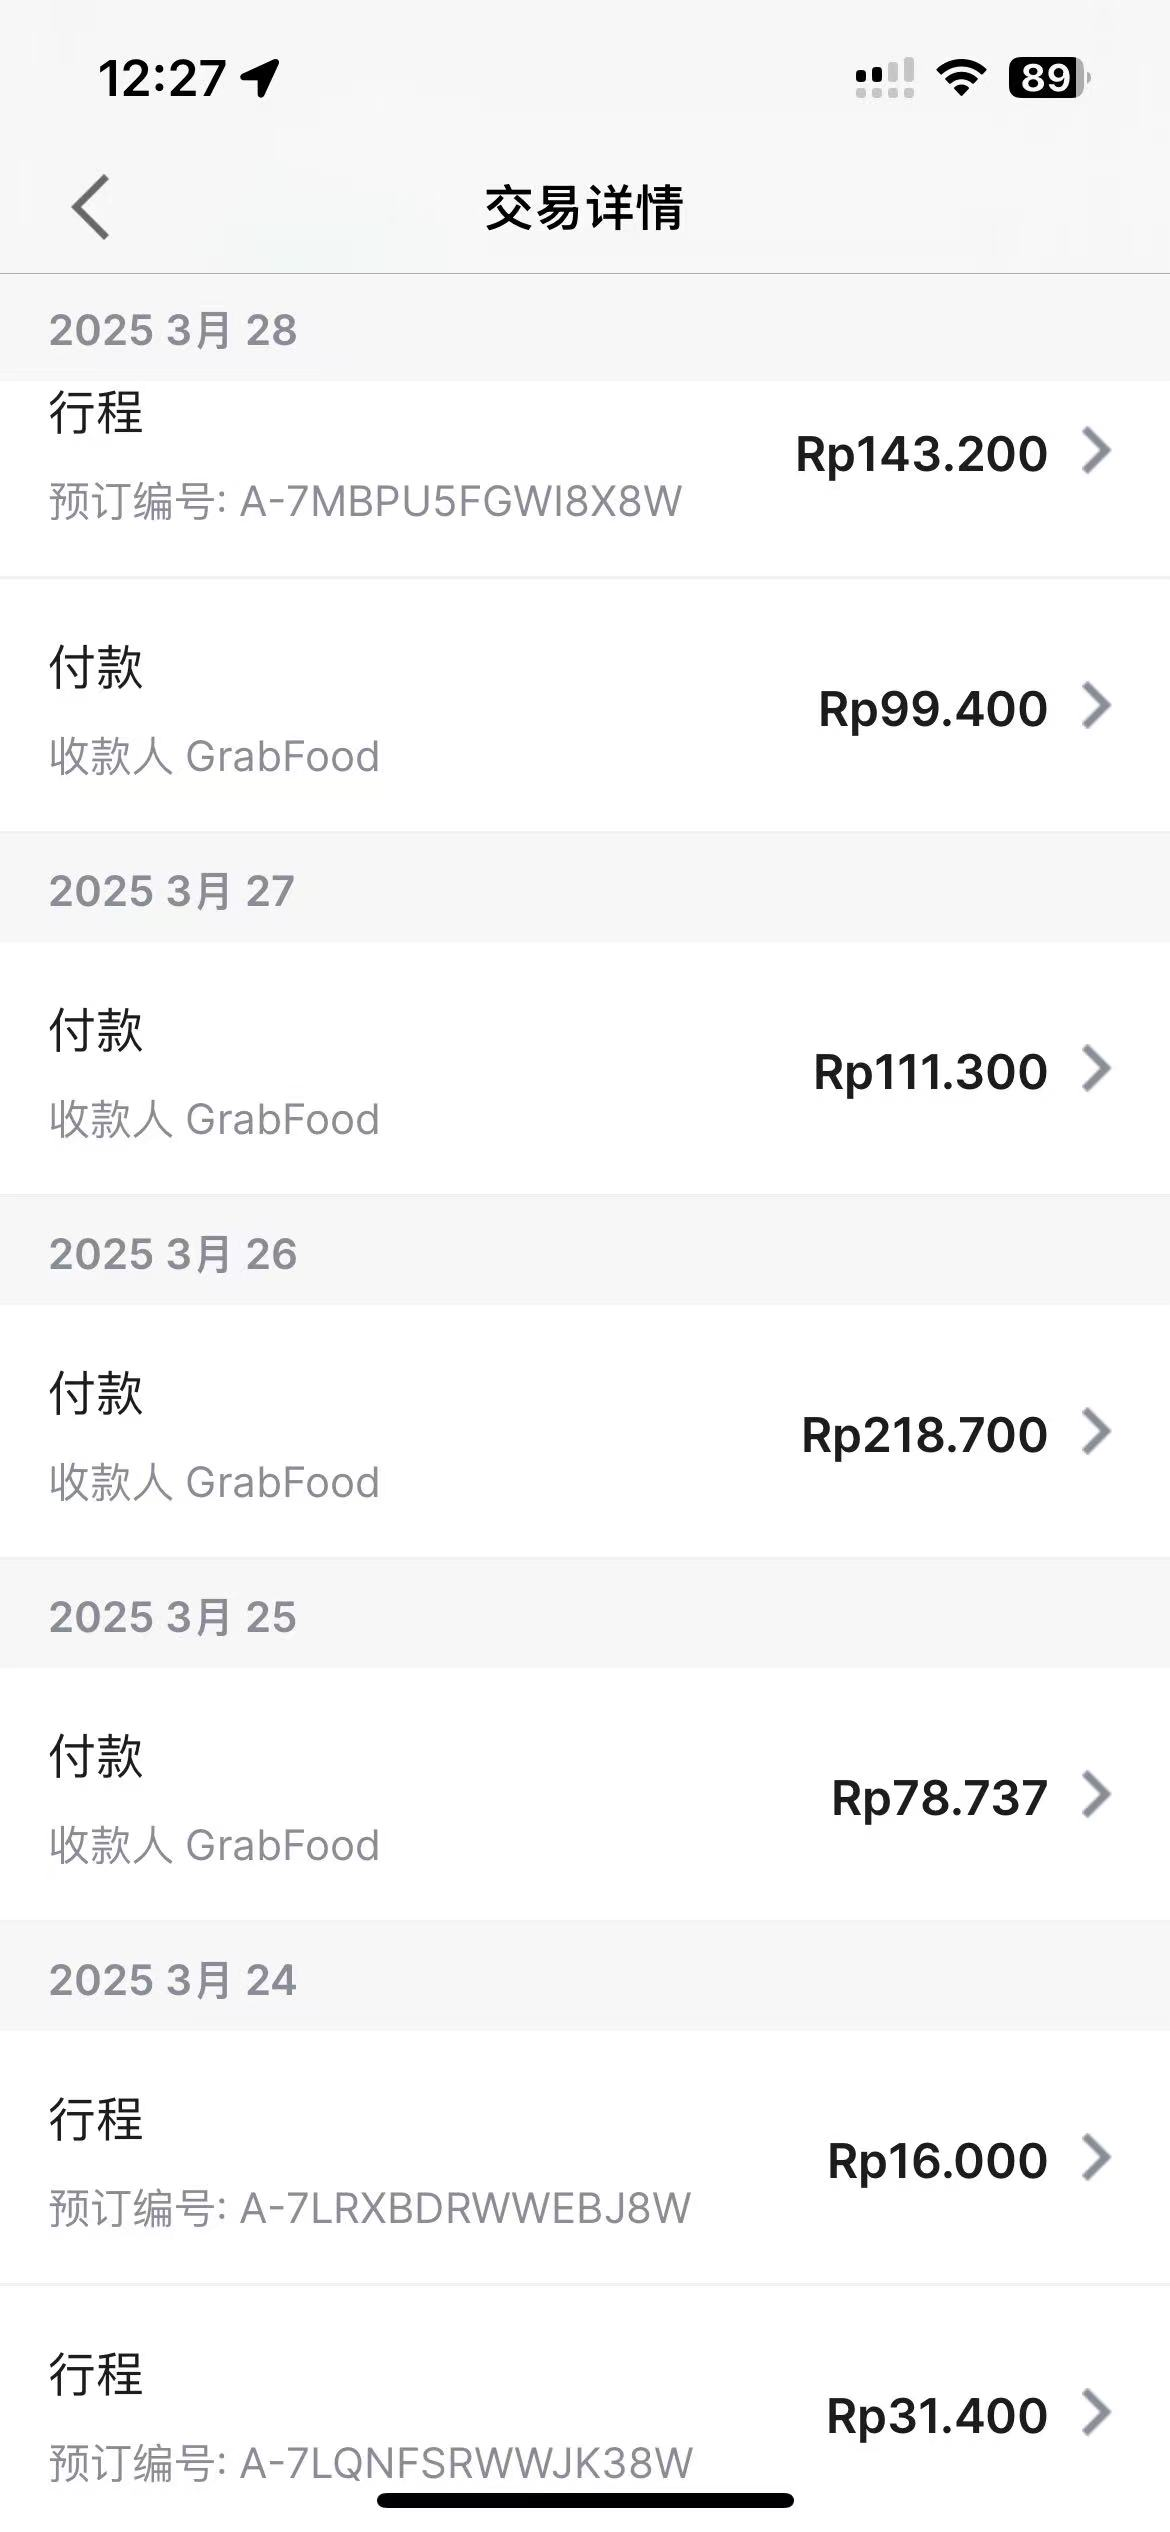 12:27
89
交易详情
2025 3月 28
行程
Rp143.200
预订编号: A-7MBPU5FGWI8X8W
付款
Rp99.400
收款人 GrabFood
2025 3月 27
付款
Rp111.300
收款人 GrabFood
2025 3月 26
付款
Rp218.700
收款人 GrabFood
2025 3月 25
付款
Rp78.737
收款人 GrabFood
2025 3月 24
行程
Rp16.000
预订编号: A-7LRXBDRWWEBJ8W
行程
Rp31.400
预订编号: A-7LQNFSRWWJK38W